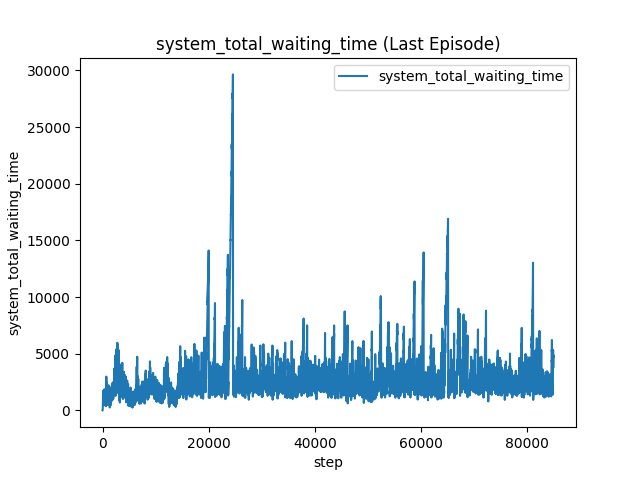 system_total_waiting_time (Last Episode)
system_total_waiting_time
30000
25000
20000
15000
10000
5000
0
system_total_waiting_time
0 20000 40000 60000 80000
step